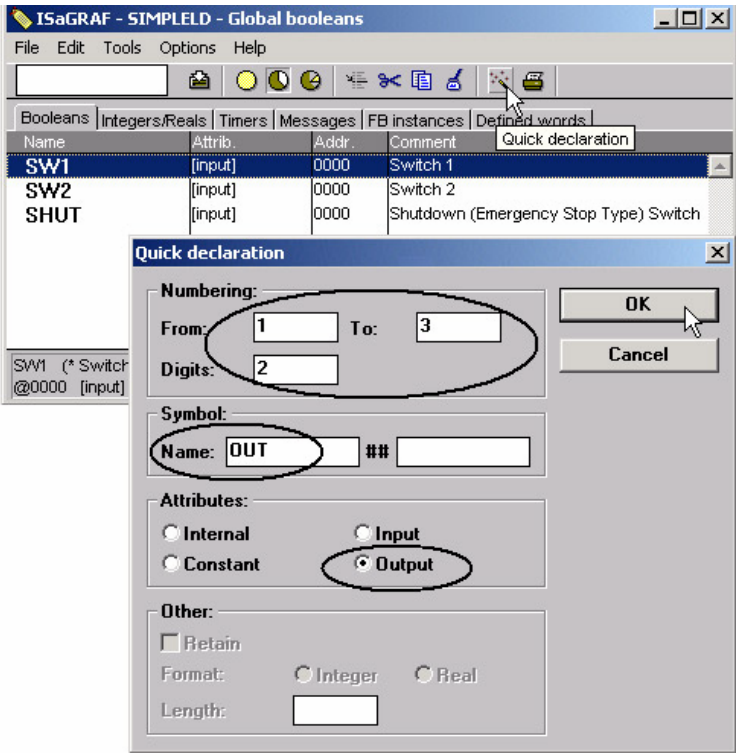 ISaGRAF - SIMPLELD - Global booleans
File Edit Tools Options Help
Booleans Integers/Reals Timers Messages FB instances Defined words
Quick declaration
Name Attrib. Addr. Comment
SW1 [input] 0000 Switch 1
SW2 [input] 0000 Switch 2
SHUT [input] 0000 Shutdown (Emergency Stop Type) Switch
SW1 (* Switch
@0000 [input]
Quick declaration
Numbering:
From: 1 To: 3
Digits: 2
OK
Cancel
Symbol:
Name: OUT ##
Attributes:
Internal Input
Constant Output
Other:
Retain
Format: Integer Real
Length: